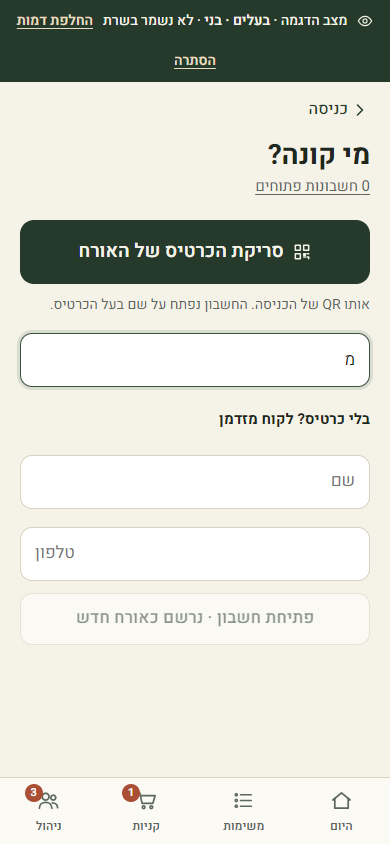 מצב הדגמה · בעלים · בני · לא נשמר בשרת החלפת דמות
הסתרה
כניסה
מי קונה?
0 חשבונות פתוחים
סריקת הכרטיס של האורח
אותו QR של הכניסה. החשבון נפתח על שם בעל הכרטיס.
מ
בלי כרטיס? לקוח מזדמן
שם
טלפון
פתיחת חשבון · נרשם כאורח חדש
1 3
היום משימות קניות ניהול